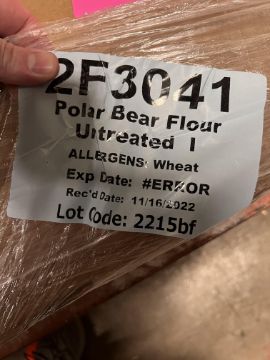 2F3041
Polar Bear Flour
Untreated I
ALLERGENS: Wheat
Exp Date: #ERROR
Rec'd Date: 11/16/2022
Lot Code: 2215bf